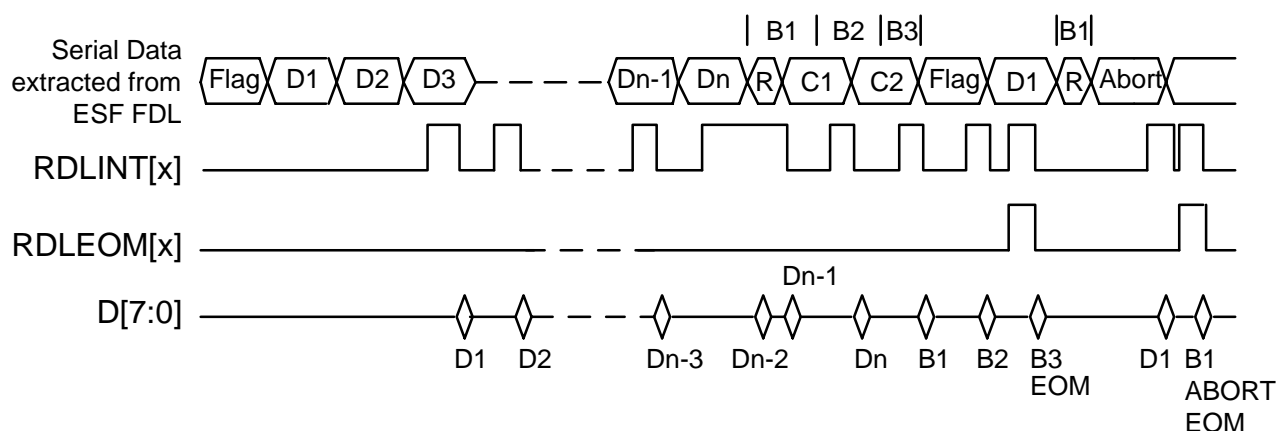 B1 B2 B3 B1
Serial Data
extracted from
ESF FDL
Flag D1 D2 D3 Dn-1 Dn R C1 C2 Flag D1 R Abort
RDLINT[x]
RDLEOM[x]
Dn-1
D[7:0]
D1 D2 Dn-3 Dn-2 Dn B1 B2 B3 D1 B1
EOM ABORT
EOM